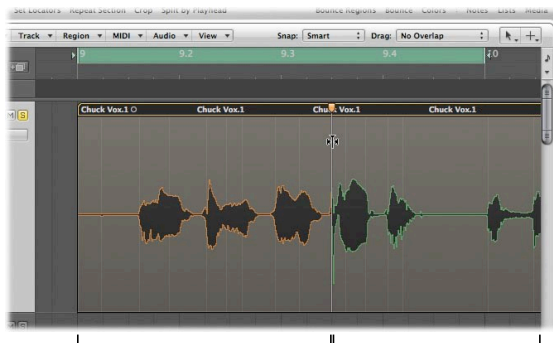 Set Locators Repeat Section Crop Split by Playhead Bounce Regions Bounce Colors Notes Lists Media
Track Region MIDI Audio View Snap: Smart Drag: No Overlap
9 9.2 9.3 9.4
M S Chuck Vox.1 Chuck Vox.1 Chuck Vox.1 Chuck Vox.1